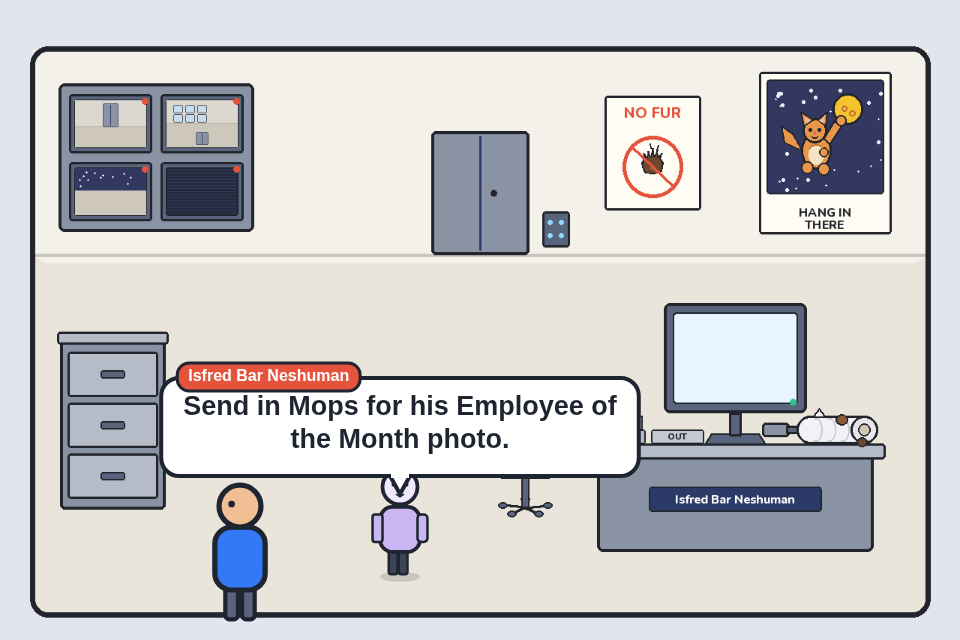 NO FUR
HANG IN
THERE
Isfred Bar Neshuman
Send in Mops for his Employee of
the Month photo.
OUT
Isfred Bar Neshuman